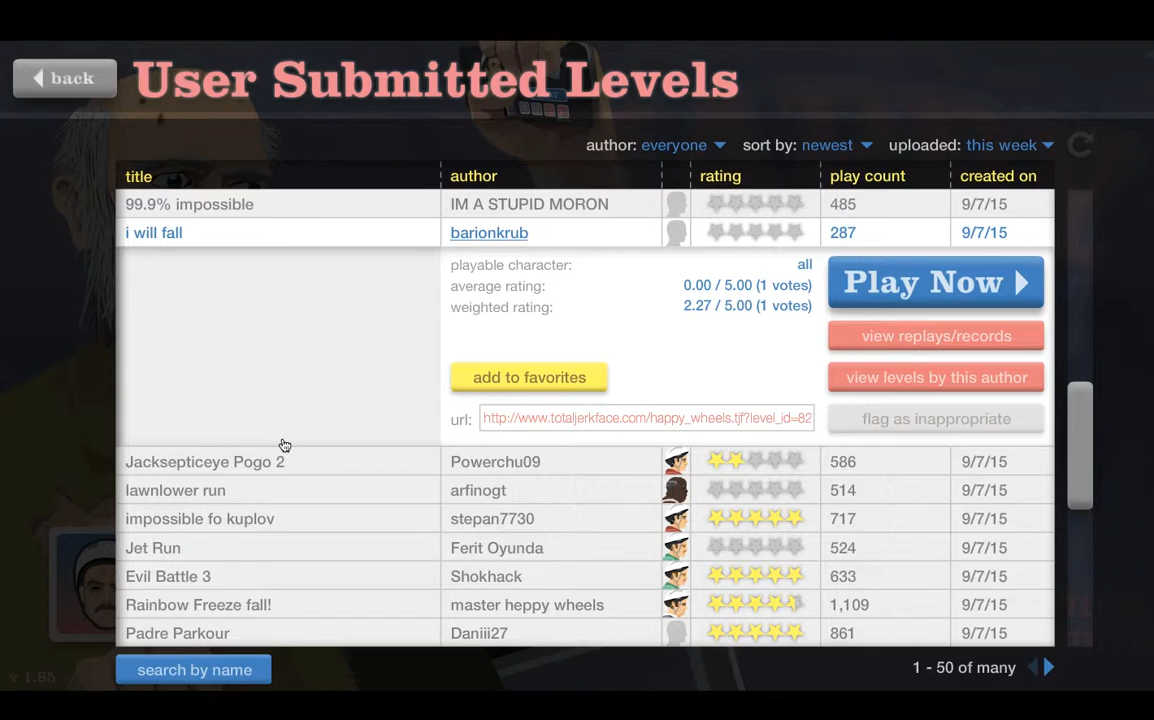 back
User Submitted Levels
author: everyone sort by: newest uploaded: this week
title author rating play count created on
99.9% impossible IM A STUPID MORON 485 9/7/15
i will fall barionkrub 287 9/7/15
playable character: all
average rating: 0.00 / 5.00 (1 votes)
weighted rating: 2.27 / 5.00 (1 votes)
Play Now
view replays/records
add to favorites
view levels by this author
url: http://www.totaljerkface.com/happy_wheels.tjf?level_id=82
flag as inappropriate
Jacksepticeye Pogo 2 Powerchu09 586 9/7/15
lawnlower run arfinogt 514 9/7/15
impossible fo kuplov stepan7730 717 9/7/15
Jet Run Ferit Oyunda 524 9/7/15
Evil Battle 3 Shokhack 633 9/7/15
Rainbow Freeze fall! master heppy wheels 1,109 9/7/15
Padre Parkour Daniii27 861 9/7/15
search by name
1 - 50 of many
v 1.85